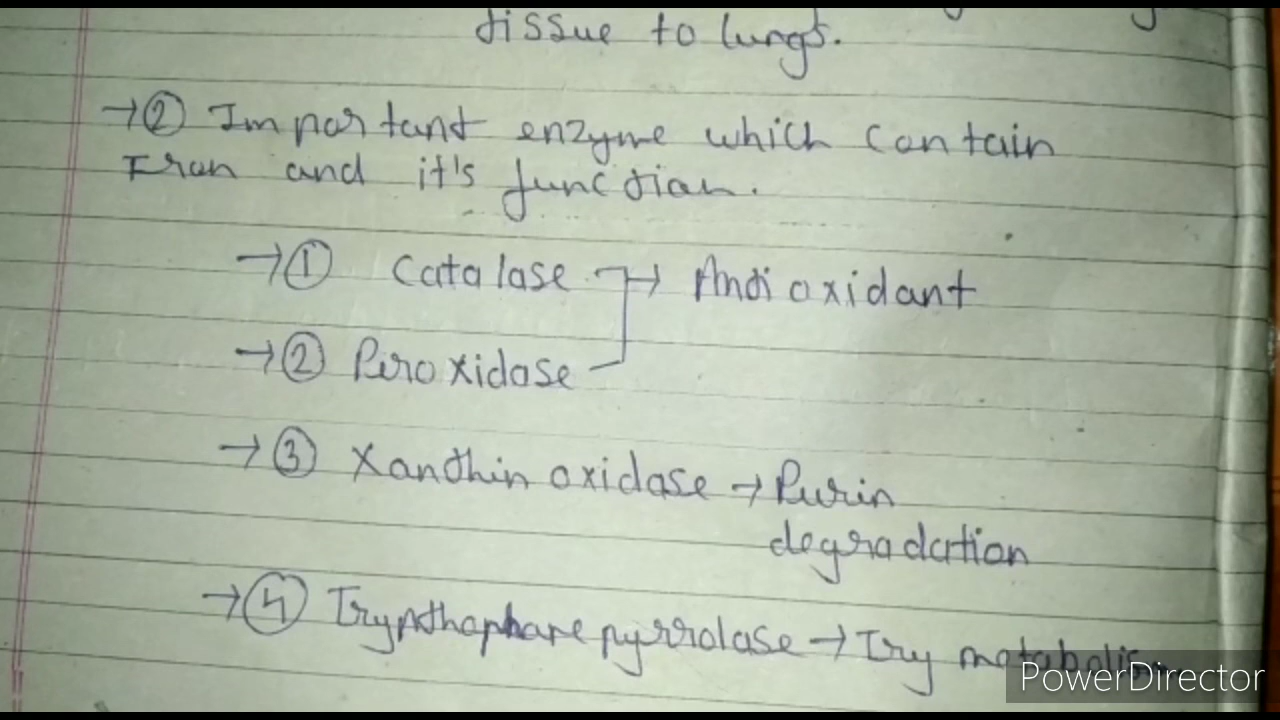 tissue to lungs.
→② Important enzyme which contain
Iron and it's function.
→① Catalase → Antioxidant
→② Peroxidase
→③ Xanthin oxidase → Purin
degradation
→④ Trypthophane pyrrolase → Try metabolism
PowerDirector